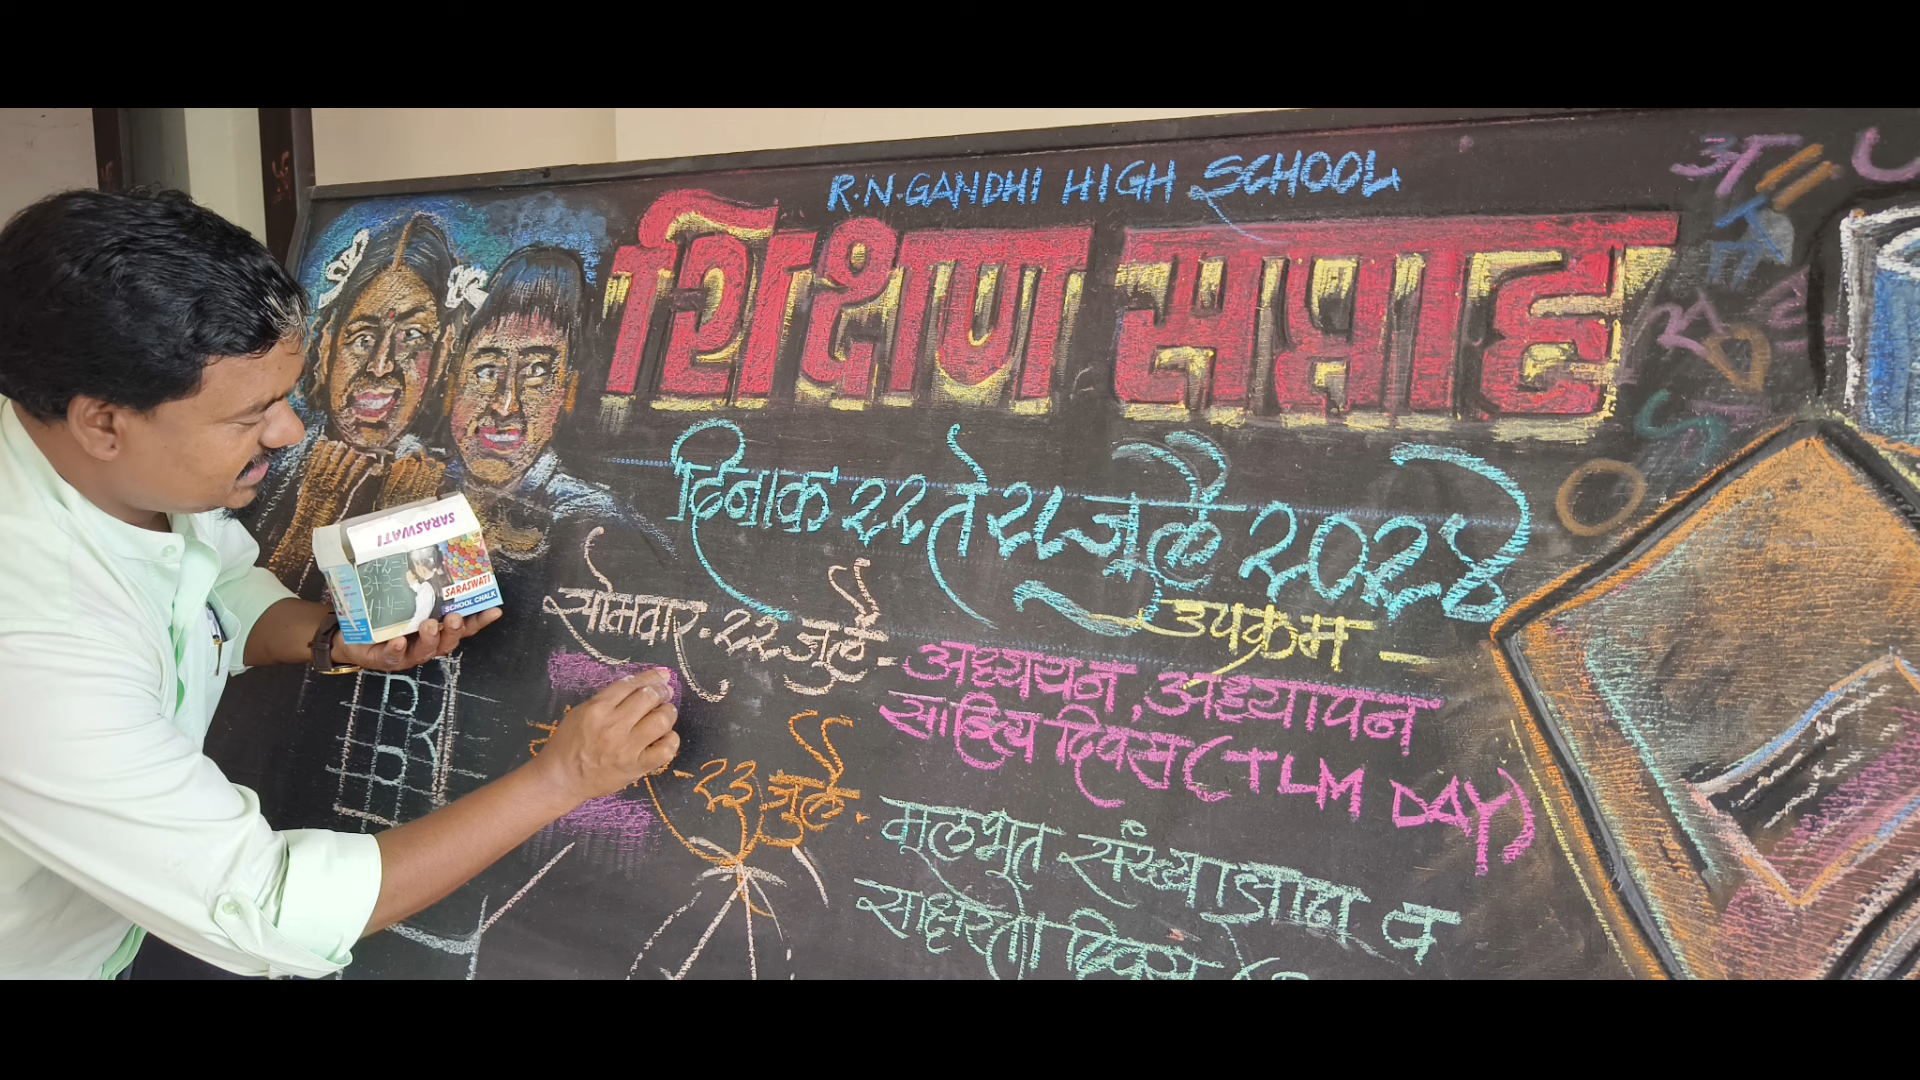 R.N.GANDHI HIGH SCHOOL
शिक्षण सप्ताह
दिनांक २२ ते २८ जुलै २०२४
उपक्रम -
सोमवार - २२ जुलै - अध्ययन, अध्यापन
साहित्य दिवस (TLM DAY)
- २३ जुलै - मूलभूत संख्याज्ञान व
साक्षरता दिवस
SARASWATI
SARASWATI
SCHOOL CHALK